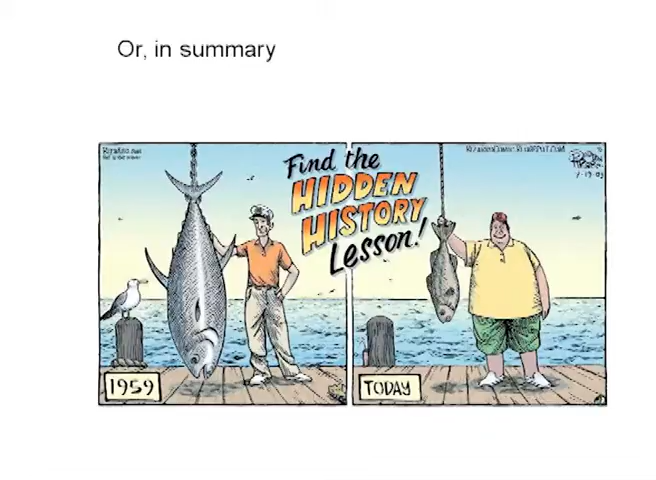 Or, in summary
Find the
HIDDEN
HISTORY
Lesson!
1959
TODAY